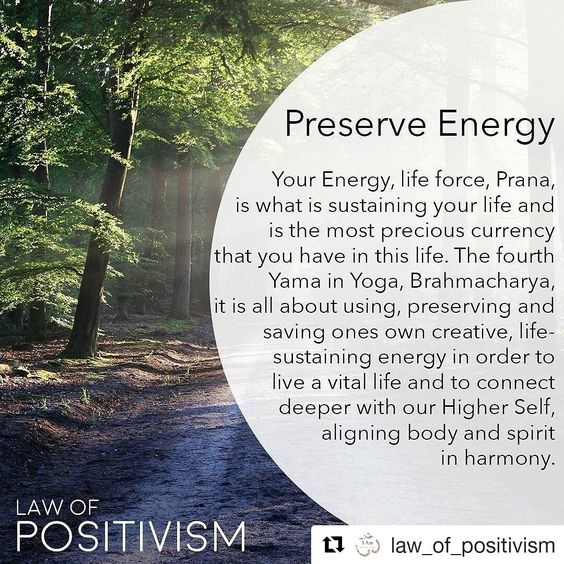 Preserve Energy
Your Energy, life force, Prana,
is what is sustaining your life and
is the most precious currency
that you have in this life. The fourth
Yama in Yoga, Brahmacharya,
it is all about using, preserving and
saving ones own creative, life-
sustaining energy in order to
live a vital life and to connect
deeper with our Higher Self,
aligning body and spirit
in harmony.
LAW OF
POSITIVISM
law_of_positivism